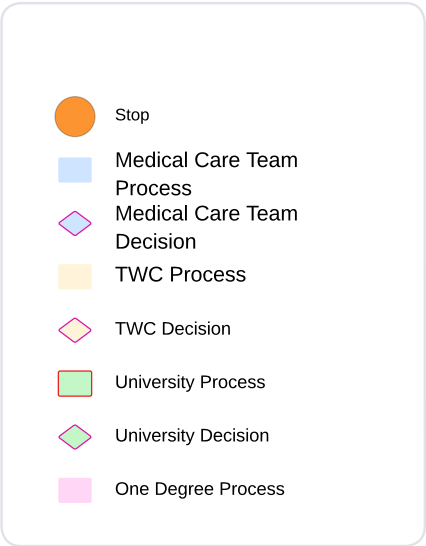 Stop
Medical Care Team
Process
Medical Care Team
Decision
TWC Process
TWC Decision
University Process
University Decision
One Degree Process